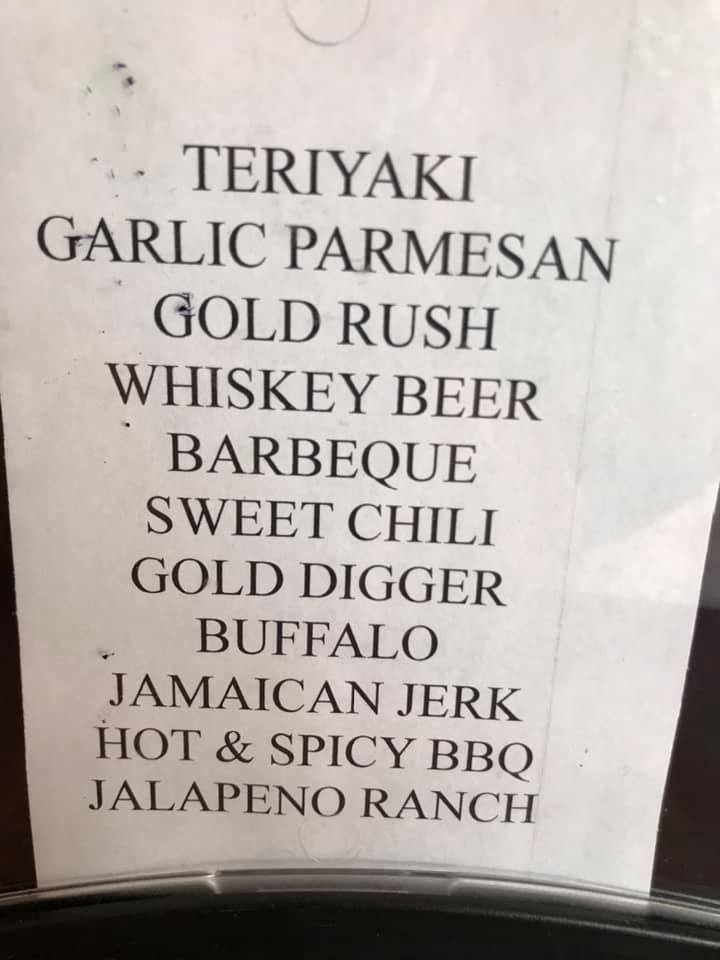 TERIYAKI
GARLIC PARMESAN
GOLD RUSH
WHISKEY BEER
BARBEQUE
SWEET CHILI
GOLD DIGGER
BUFFALO
JAMAICAN JERK
HOT & SPICY BBQ
JALAPENO RANCH